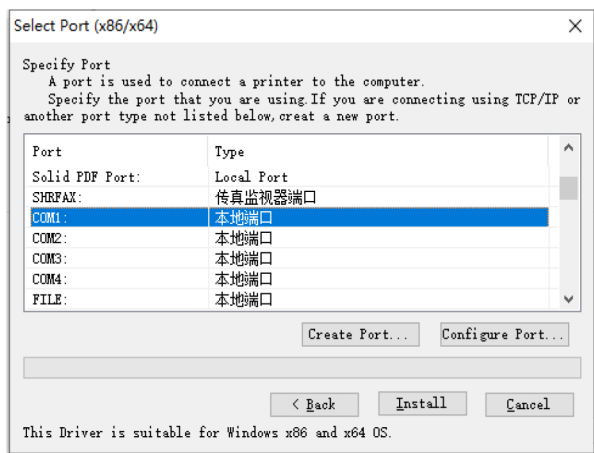 Select Port (x86/x64)
Specify Port
A port is used to connect a printer to the computer.
Specify the port that you are using.If you are connecting using TCP/IP or
another port type not listed below,creat a new port.
Port Type
Solid PDF Port: Local Port
SHRFAX: 传真监视器端口
COM1: 本地端口
COM2: 本地端口
COM3: 本地端口
COM4: 本地端口
FILE: 本地端口
Create Port... Configure Port...
< Back Install Cancel
This Driver is suitable for Windows x86 and x64 OS.